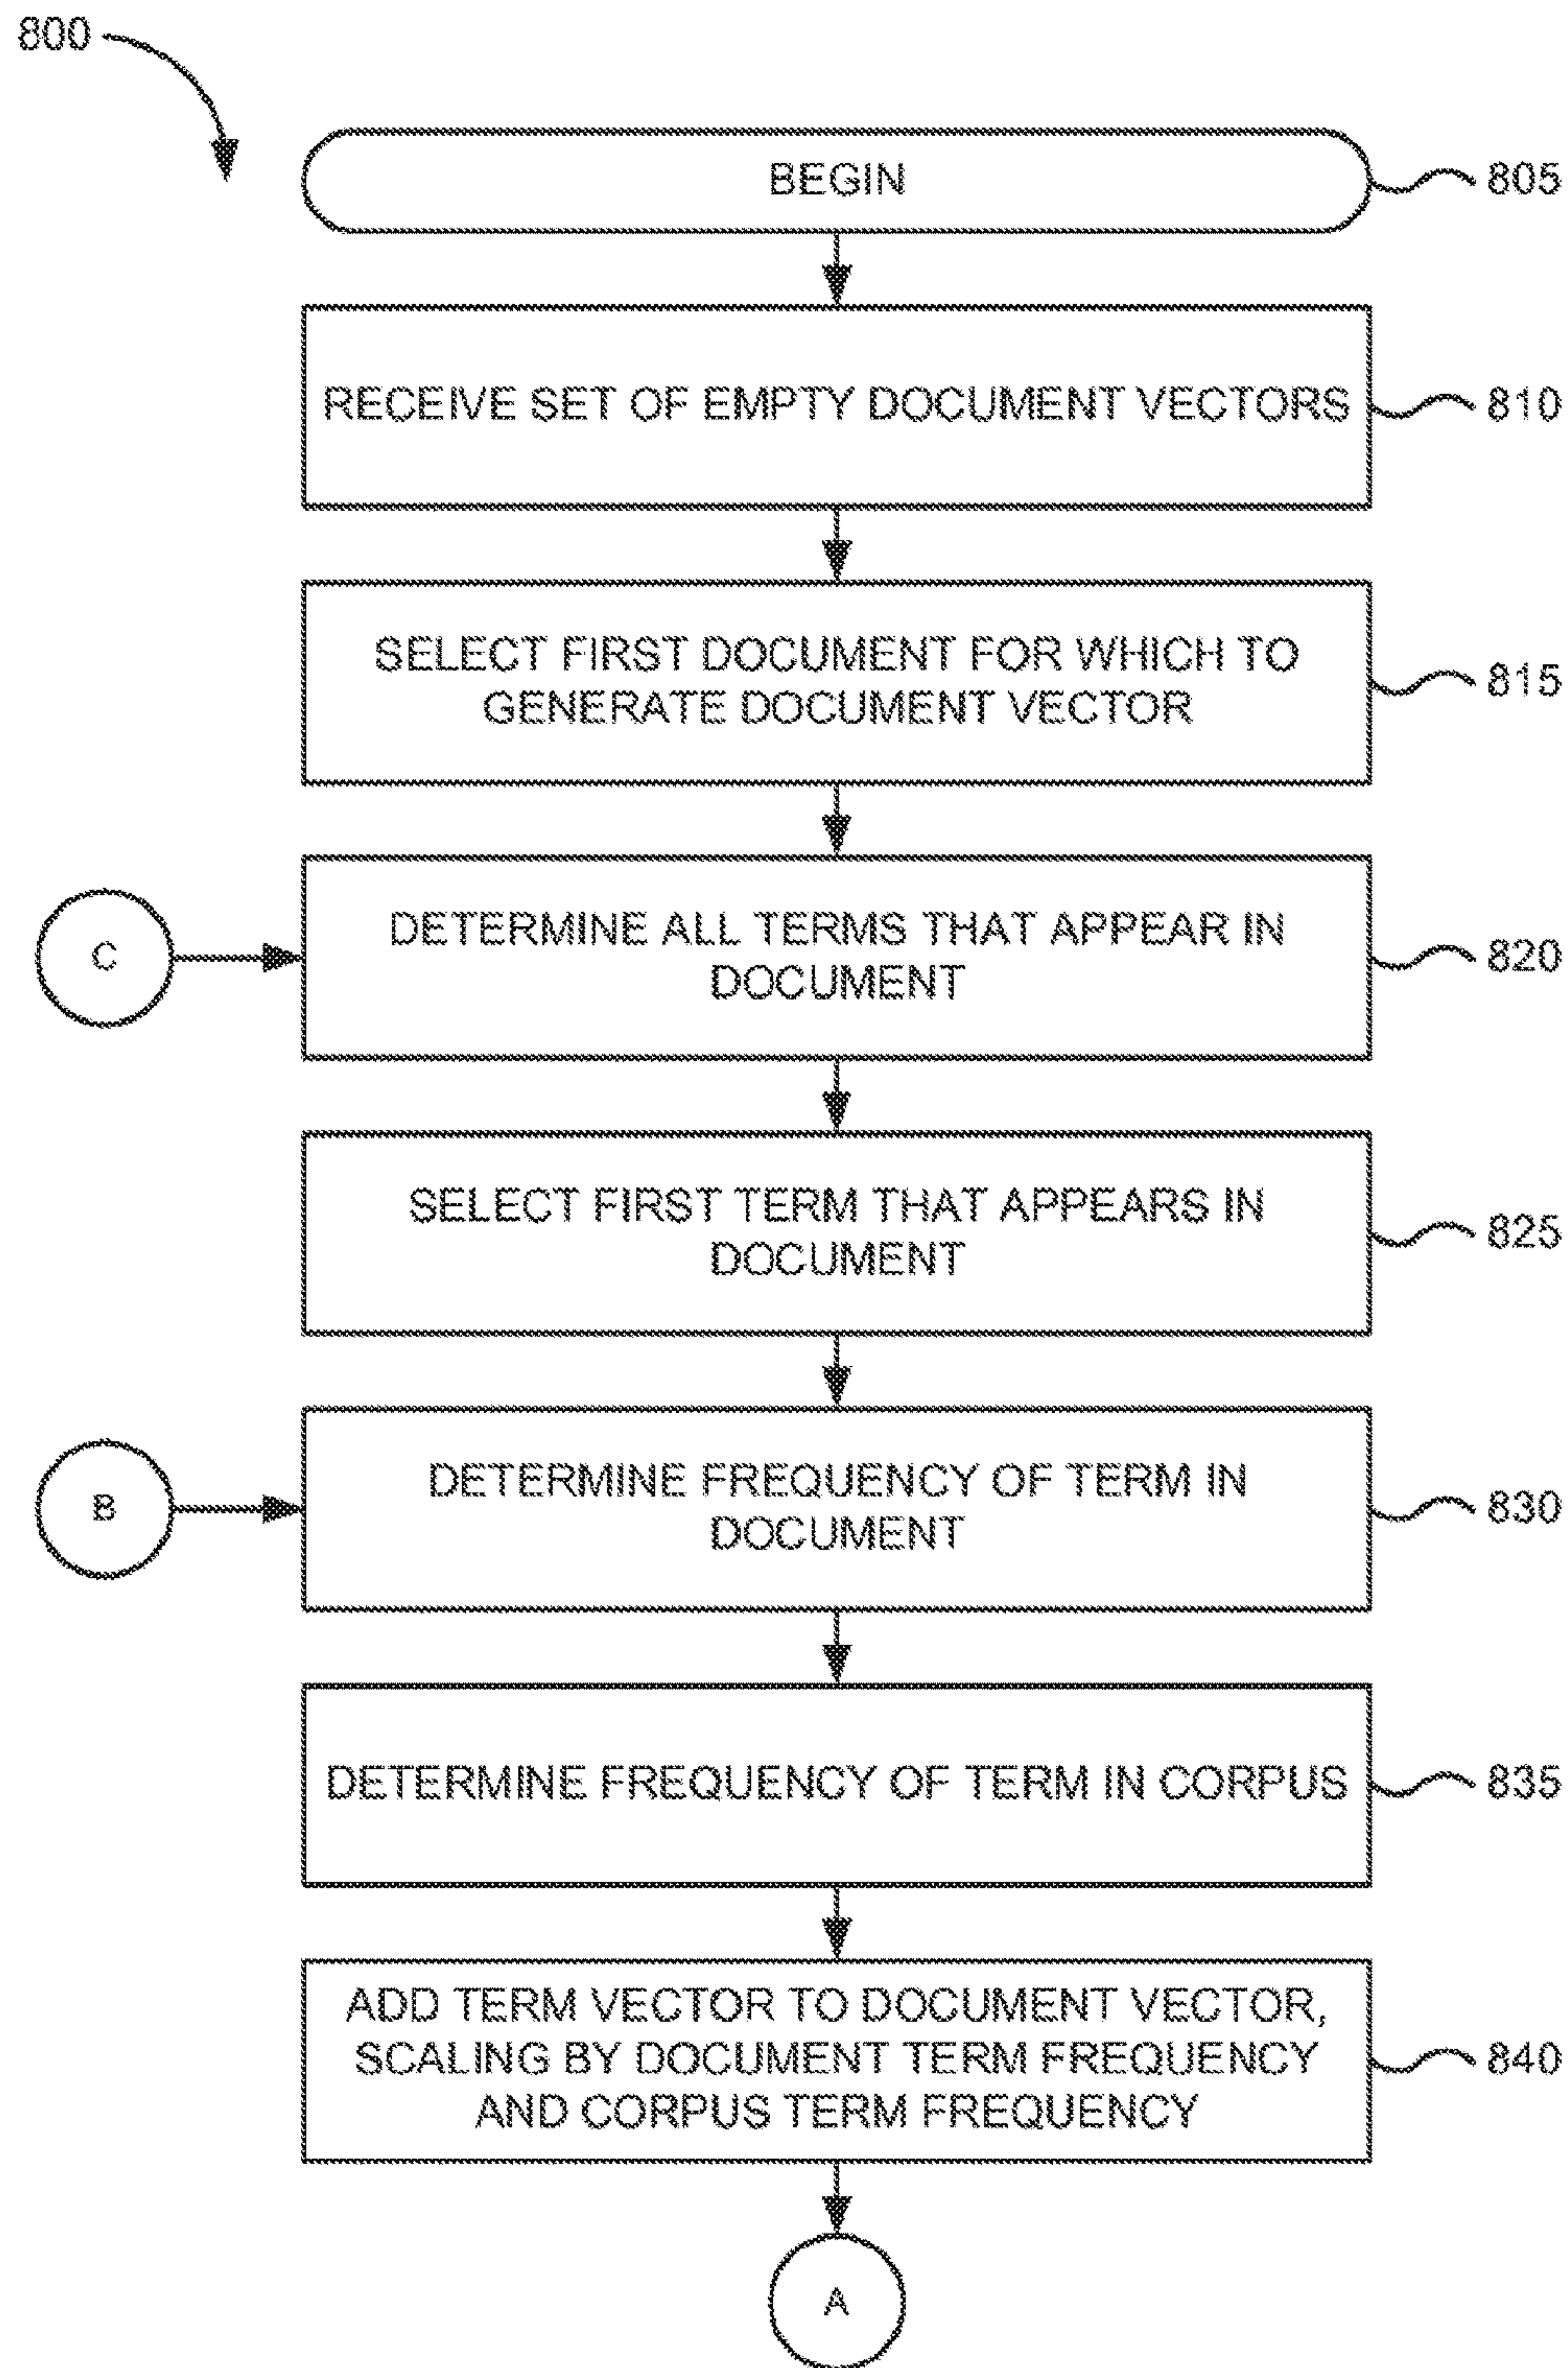 800
BEGIN
805
RECEIVE SET OF EMPTY DOCUMENT VECTORS
810
SELECT FIRST DOCUMENT FOR WHICH TO
GENERATE DOCUMENT VECTOR
815
C
DETERMINE ALL TERMS THAT APPEAR IN
DOCUMENT
820
SELECT FIRST TERM THAT APPEARS IN
DOCUMENT
825
B
DETERMINE FREQUENCY OF TERM IN
DOCUMENT
830
DETERMINE FREQUENCY OF TERM IN CORPUS
835
ADD TERM VECTOR TO DOCUMENT VECTOR,
SCALING BY DOCUMENT TERM FREQUENCY
AND CORPUS TERM FREQUENCY
840
A